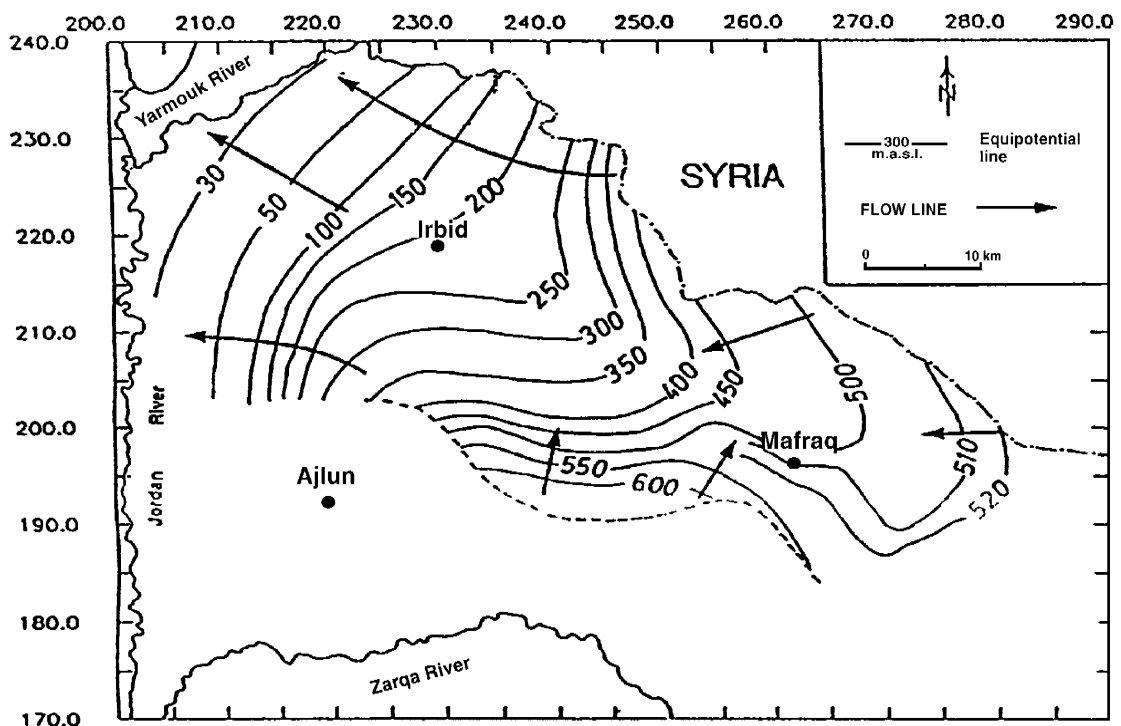 200.0 210.0 220.0 230.0 240.0 250.0 260.0 270.0 280.0 290.0
240.0
230.0
220.0
210.0
200.0
190.0
180.0
170.0
Yarmouk River
SYRIA
N
300
m.a.s.l.
Equipotential
line
FLOW LINE
0 10 km
30
50
100
150
200
Irbid
250
300
350
400
450
500
510
520
Mafraq
550
600
Ajlun
Jordan River
Zarqa River